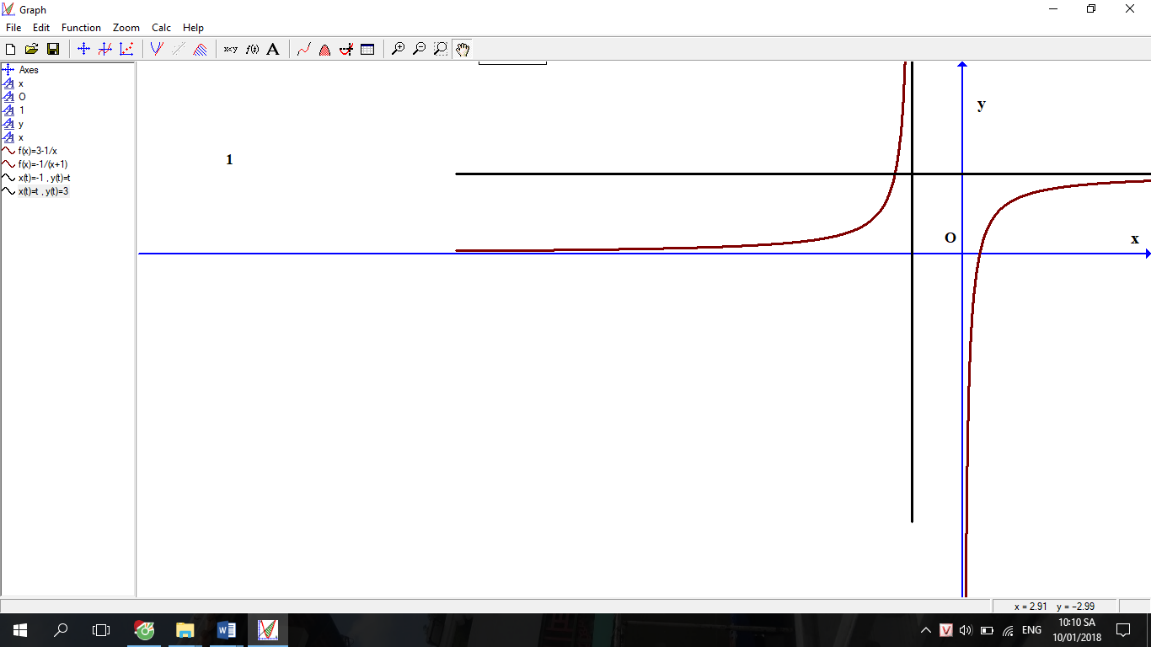 Graph
File Edit Function Zoom Calc Help
x<y f(x) A
Axes
x
O
1
y
x
f(x)=3-1/x
f(x)=-1/(x+1)
x(t)=-1 , y(t)=t
x(t)=t , y(t)=3
y
1
O
x
x = 2.91 y = -2.99
V ENG
10:10 SA
10/01/2018